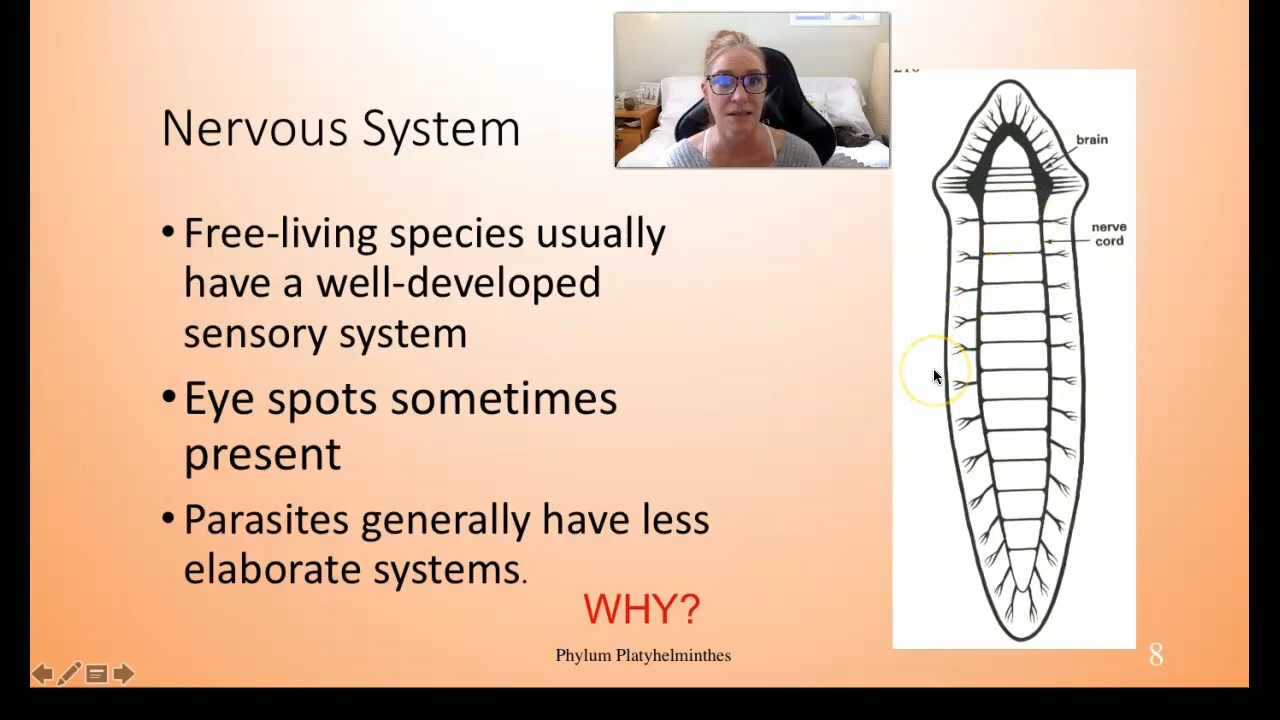 Nervous System
• Free-living species usually
have a well-developed
sensory system
• Eye spots sometimes
present
• Parasites generally have less
elaborate systems.
WHY?
brain
nerve
cord
Phylum Platyhelminthes
8